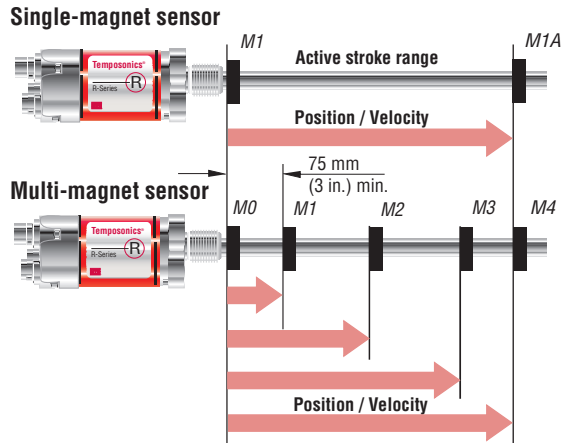 Single-magnet sensor
M1
M1A
Active stroke range
Temposonics®
R-Series
R
Position / Velocity
75 mm
(3 in.) min.
Multi-magnet sensor
M0
M1
M2
M3
M4
Temposonics®
R-Series
R
Position / Velocity